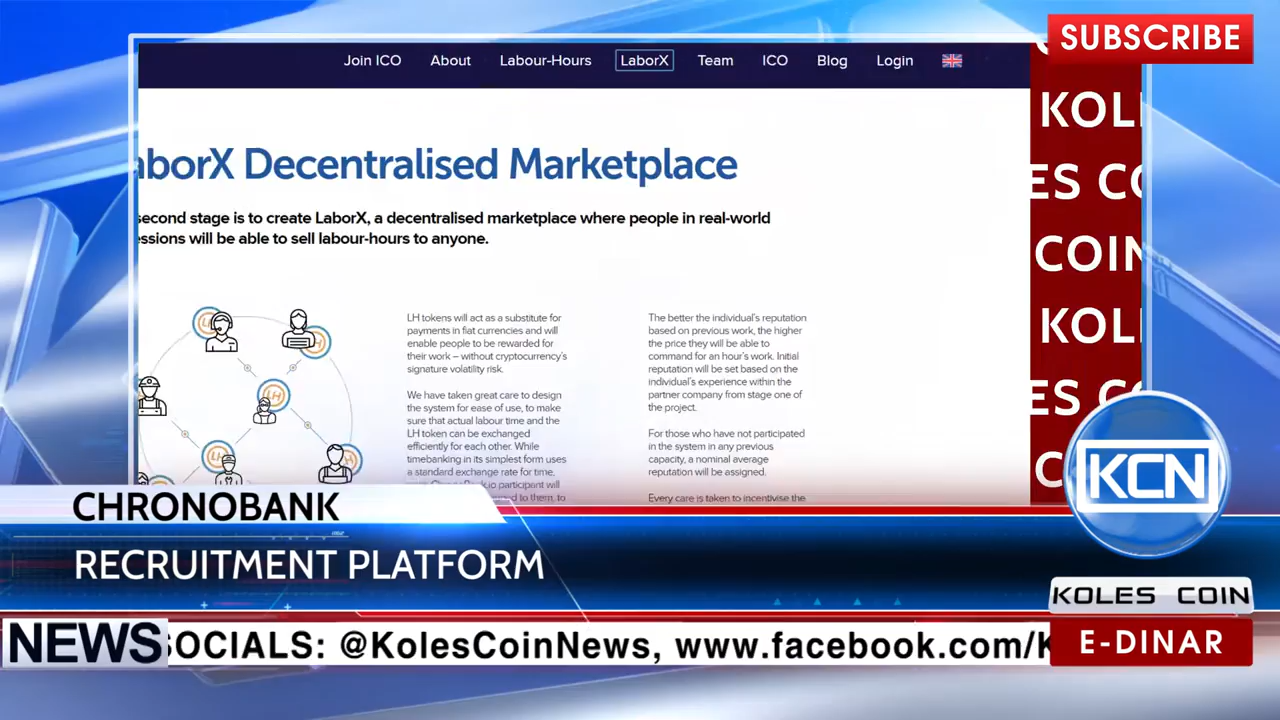 SUBSCRIBE
Join ICO About Labour-Hours LaborX Team ICO Blog Login
KOL
ES CO
COIN
KOL
ES C
C
aborX Decentralised Marketplace
second stage is to create LaborX, a decentralised marketplace where people in real-world
essions will be able to sell labour-hours to anyone.
LH tokens will act as a substitute for
payments in fiat currencies and will
enable people to be rewarded for
their work – without cryptocurrency's
signature volatility risk.
We have taken great care to design
the system for ease of use, to make
sure that actual labour time and the
LH token can be exchanged
efficiently for each other. While
timebanking in its simplest form uses
a standard exchange rate for time,
participant will
to them, to
The better the individual's reputation
based on previous work, the higher
the price they will be able to
command for an hour's work. Initial
reputation will be set based on the
individual's experience within the
partner company from stage one of
the project.
For those who have not participated
in the system in any previous
capacity, a nominal average
reputation will be assigned.
Every care is taken to incentivise the
LH
LH
LH
KCN
CHRONOBANK
RECRUITMENT PLATFORM
KOLES COIN
NEWS
SOCIALS: @KolesCoinNews, www.facebook.com/K
E-DINAR